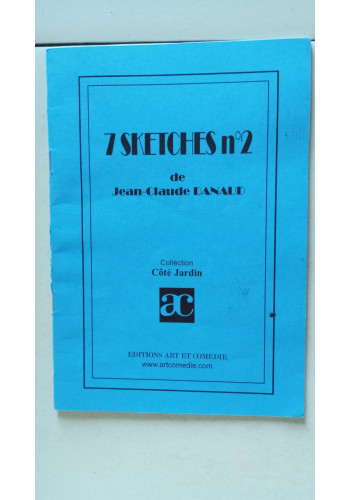 7 SKETCHES n°2
de
Jean-Claude DANAUD
Collection
Côté Jardin
ac
EDITIONS ART ET COMEDIE
www.artcomedie.com